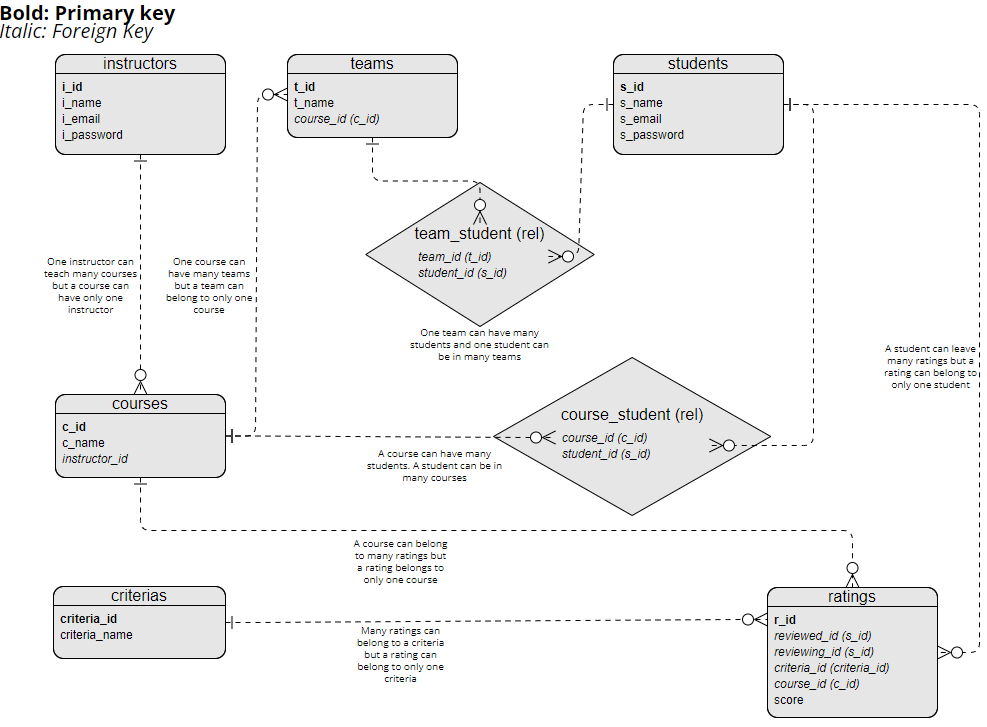 Bold: Primary key
Italic: Foreign Key
instructors
i_id
i_name
i_email
i_password
teams
t_id
t_name
course_id (c_id)
students
s_id
s_name
s_email
s_password
team_student (rel)
team_id (t_id)
student_id (s_id)
One instructor can
teach many courses
but a course can
have only one
instructor
One course can
have many teams
but a team can
belong to only one
course
One team can have many
students and one student can
be in many teams
A student can leave
many ratings but a
rating can belong to
only one student
courses
c_id
c_name
instructor_id
course_student (rel)
course_id (c_id)
student_id (s_id)
A course can have many
students. A student can be in
many courses
A course can belong
to many ratings but
a rating belongs to
only one course
criterias
criteria_id
criteria_name
Many ratings can
belong to a criteria
but a rating can
belong to only one
criteria
ratings
r_id
reviewed_id (s_id)
reviewing_id (s_id)
criteria_id (criteria_id)
course_id (c_id)
score